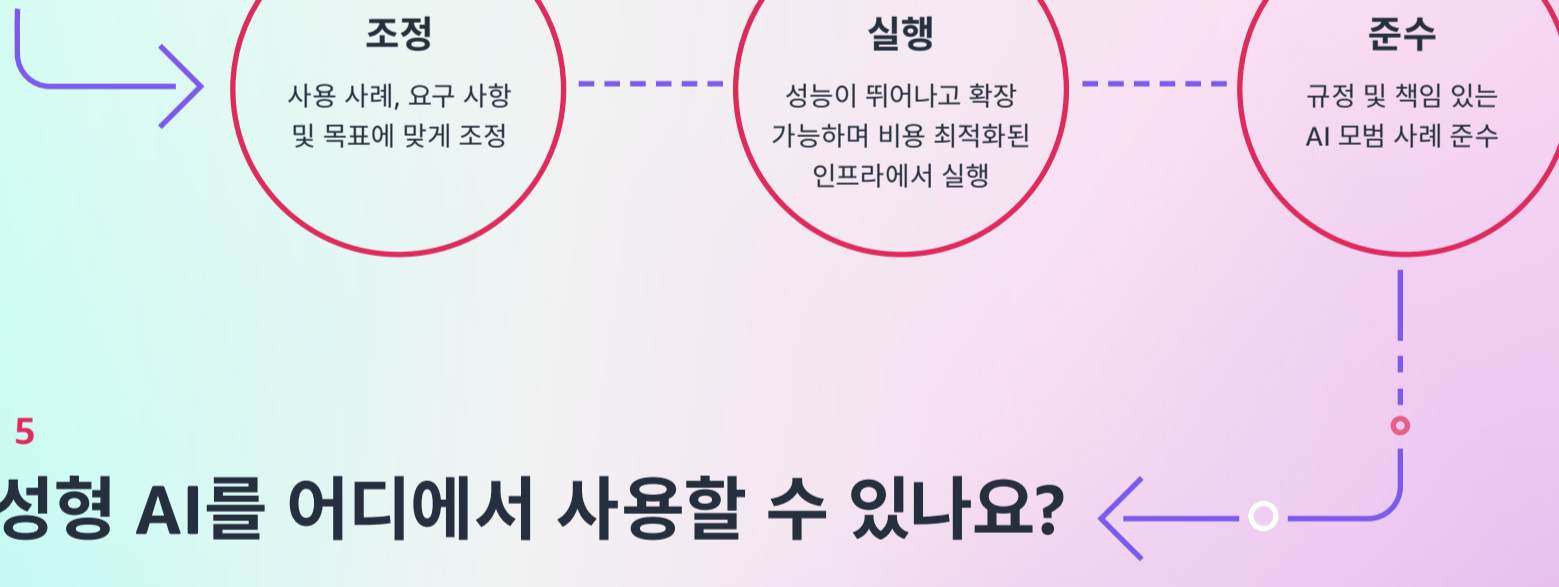 조정
사용 사례, 요구 사항
및 목표에 맞게 조정
실행
성능이 뛰어나고 확장
가능하며 비용 최적화된
인프라에서 실행
준수
규정 및 책임 있는
AI 모범 사례 준수
5
성형 AI를 어디에서 사용할 수 있나요?